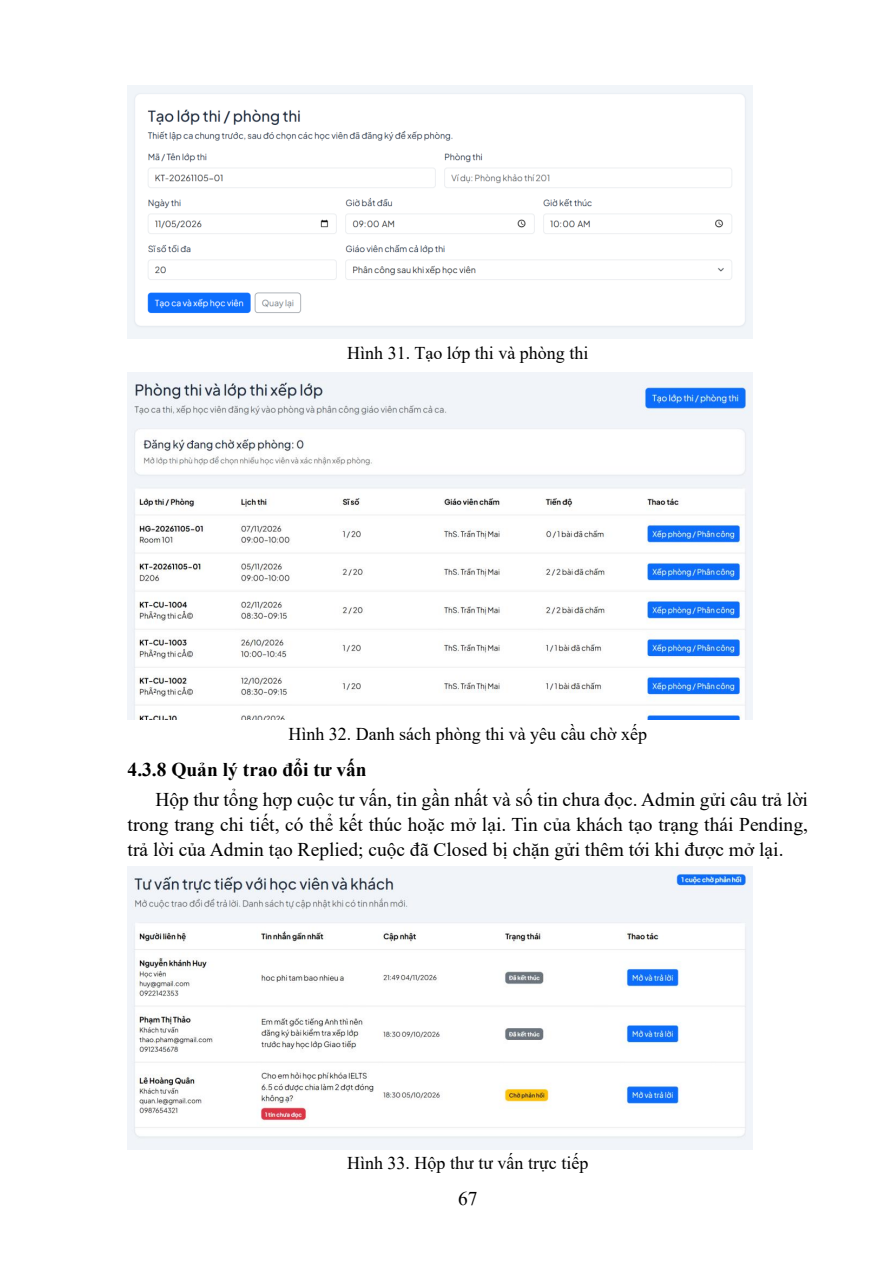 Tạo lớp thi / phòng thi
Thiết lập ca chung trước, sau đó chọn các học viên đã đăng ký để xếp phòng.
Mã / Tên lớp thi Phòng thi
KT-20261105-01 Ví dụ: Phòng khảo thí 201
Ngày thi Giờ bắt đầu Giờ kết thúc
11/05/2026 09:00 AM 10:00 AM
Sĩ số tối đa Giáo viên chấm cả lớp thi
20 Phân công sau khi xếp học viên
Tạo ca và xếp học viên Quay lại
Hình 31. Tạo lớp thi và phòng thi
Phòng thi và lớp thi xếp lớp
Tạo lớp thi / phòng thi
Tạo ca thi, xếp học viên đăng ký vào phòng và phân công giáo viên chấm cả ca.
Đăng ký đang chờ xếp phòng: 0
Mở lớp thi phù hợp để chọn nhiều học viên và xác nhận xếp phòng.
Lớp thi / Phòng Lịch thi Sĩ số Giáo viên chấm Tiến độ Thao tác
HG-20261105-01 07/11/2026
Room 101 09:00-10:00 1 / 20 ThS. Trần Thị Mai 0 / 1 bài đã chấm Xếp phòng / Phân công
KT-20261105-01 05/11/2026
D206 09:00-10:00 2 / 20 ThS. Trần Thị Mai 2 / 2 bài đã chấm Xếp phòng / Phân công
KT-CU-1004 02/11/2026
PhÃ²ng thi cÅ© 08:30-09:15 2 / 20 ThS. Trần Thị Mai 2 / 2 bài đã chấm Xếp phòng / Phân công
KT-CU-1003 26/10/2026
PhÃ²ng thi cÅ© 10:00-10:45 1 / 20 ThS. Trần Thị Mai 1 / 1 bài đã chấm Xếp phòng / Phân công
KT-CU-1002 12/10/2026
PhÃ²ng thi cÅ© 08:30-09:15 1 / 20 ThS. Trần Thị Mai 1 / 1 bài đã chấm Xếp phòng / Phân công
KT-CU-10 08/10/2026
Hình 32. Danh sách phòng thi và yêu cầu chờ xếp
4.3.8 Quản lý trao đổi tư vấn
Hộp thư tổng hợp cuộc tư vấn, tin gần nhất và số tin chưa đọc. Admin gửi câu trả lời
trong trang chi tiết, có thể kết thúc hoặc mở lại. Tin của khách tạo trạng thái Pending,
trả lời của Admin tạo Replied; cuộc đã Closed bị chặn gửi thêm tới khi được mở lại.
Tư vấn trực tiếp với học viên và khách
1 cuộc chờ phản hồi
Mở cuộc trao đổi để trả lời. Danh sách tự cập nhật khi có tin nhắn mới.
Người liên hệ Tin nhắn gần nhất Cập nhật Trạng thái Thao tác
Nguyễn khánh Huy
Học viên
huy@gmail.com
0922142353
hoc phi tam bao nhieu a 21:49 04/11/2026 Đã kết thúc Mở và trả lời
Phạm Thị Thảo
Khách tư vấn
thao.pham@gmail.com
0912345678
Em mất gốc tiếng Anh thì nên
đăng ký bài kiểm tra xếp lớp
trước hay học lớp Giao tiếp
18:30 09/10/2026 Đã kết thúc Mở và trả lời
Lê Hoàng Quân
Khách tư vấn
quan.le@gmail.com
0987654321
Cho em hỏi học phí khóa IELTS
6.5 có được chia làm 2 đợt đóng
không ạ?
1 tin chưa đọc
18:30 05/10/2026 Chờ phản hồi Mở và trả lời
Hình 33. Hộp thư tư vấn trực tiếp
67